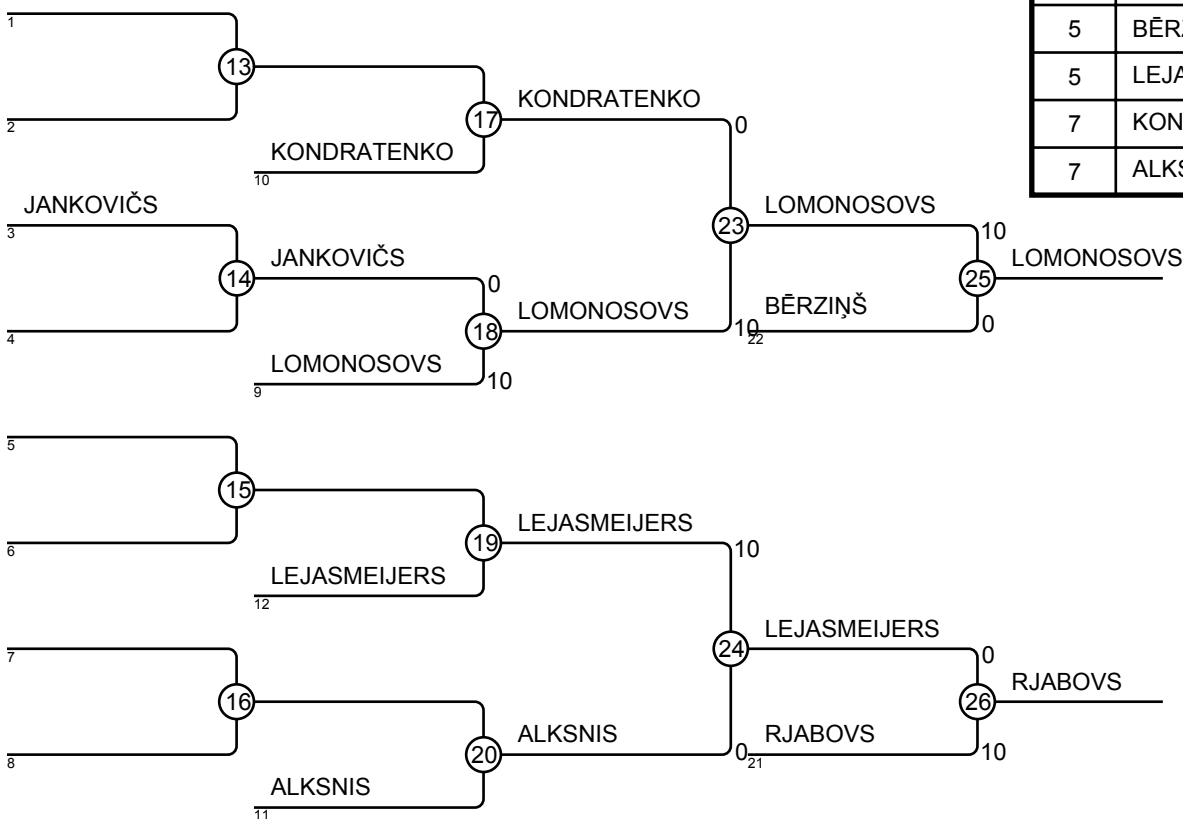 1
13
2
KONDRATENKO
17
KONDRATENKO
10
0
JANKOVIČS
3
14
JANKOVIČS
0
4
18
LOMONOSOVS
LOMONOSOVS
9
10
23
LOMONOSOVS
10
10
BĒRZIŅŠ
22
0
25
LOMONOSOVS
5
15
6
19
LEJASMEIJERS
LEJASMEIJERS
12
10
7
16
8
20
ALKSNIS
ALKSNIS
11
0
24
LEJASMEIJERS
0
RJABOVS
21
10
26
RJABOVS
5
5
7
7